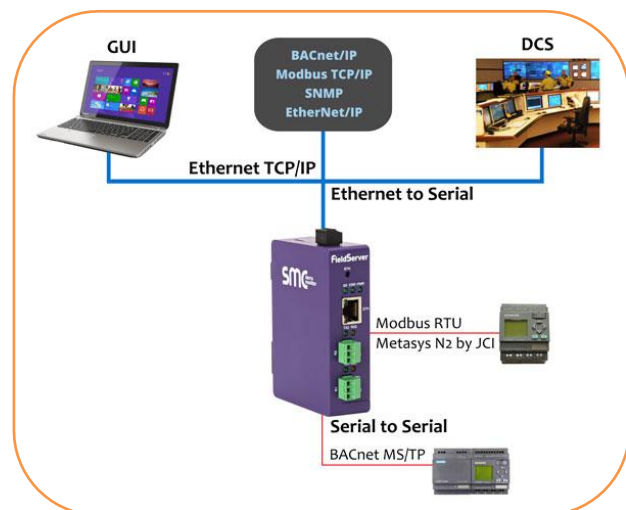 GUI
BACnet/IP
Modbus TCP/IP
SNMP
EtherNet/IP
DCS
Ethernet TCP/IP
Ethernet to Serial
FieldServer
SMC
Modbus RTU
Metasys N2 by JCI
Serial to Serial
BACnet MS/TP